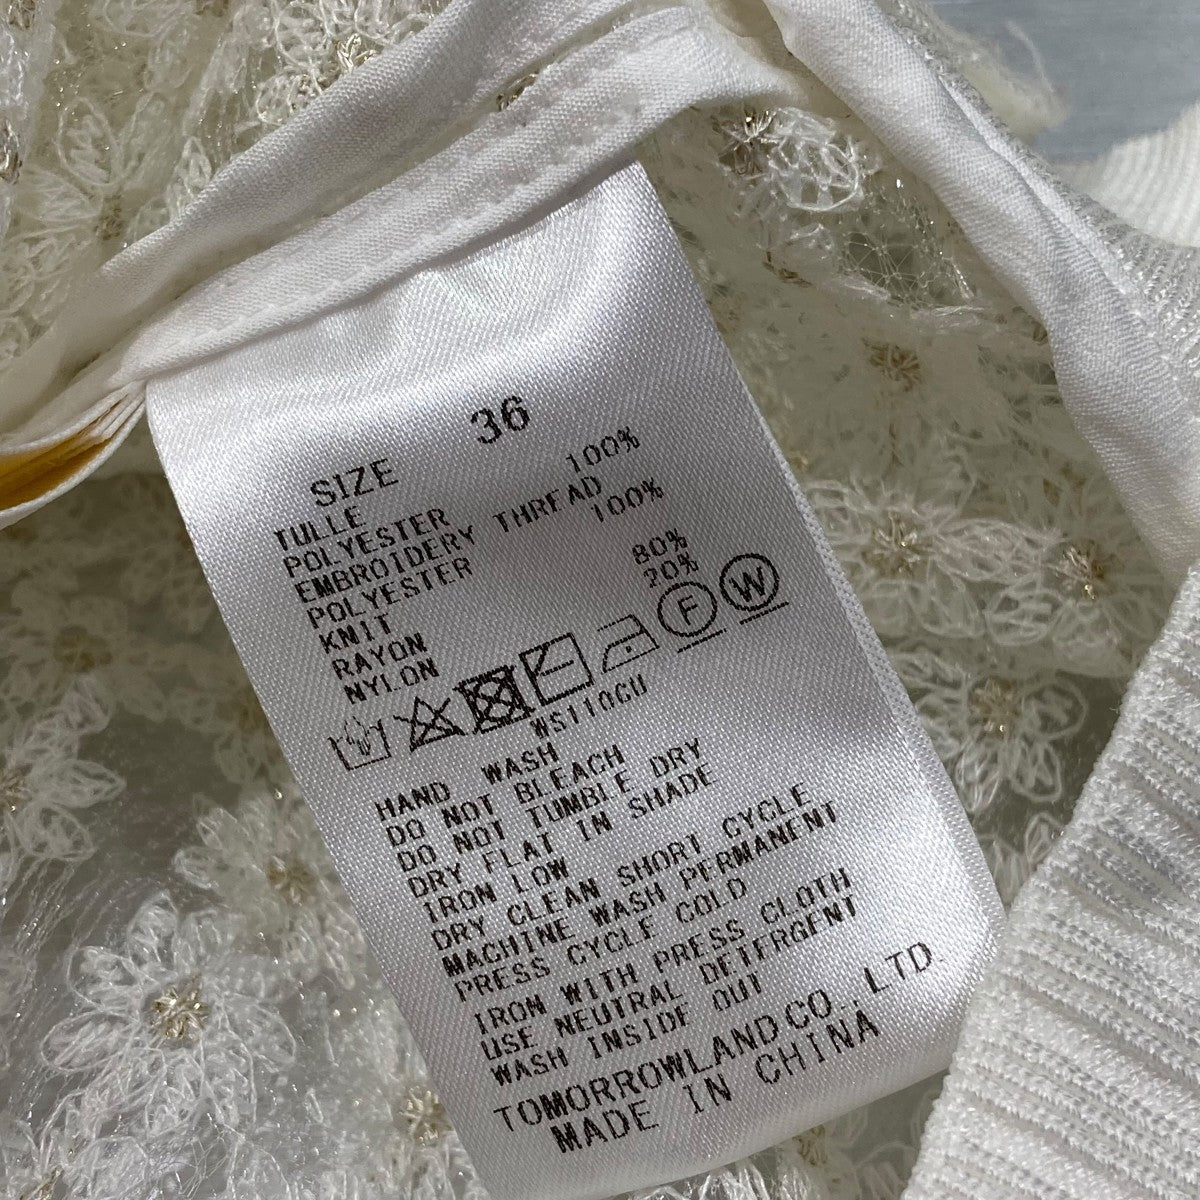 SIZE 36
TULLE
POLYESTER 100%
EMBROIDERY THREAD
POLYESTER 100%
KNIT
RAYON 80%
NYLON 20%
F W
WS110GU
HAND WASH
DO NOT BLEACH
DO NOT TUMBLE DRY
DRY FLAT IN SHADE
IRON LOW
DRY CLEAN SHORT CYCLE
MACHINE WASH PERMANENT
PRESS CYCLE COLD
IRON WITH PRESS CLOTH
USE NEUTRAL DETERGENT
WASH INSIDE OUT
TOMORROWLAND CO., LTD.
MADE IN CHINA